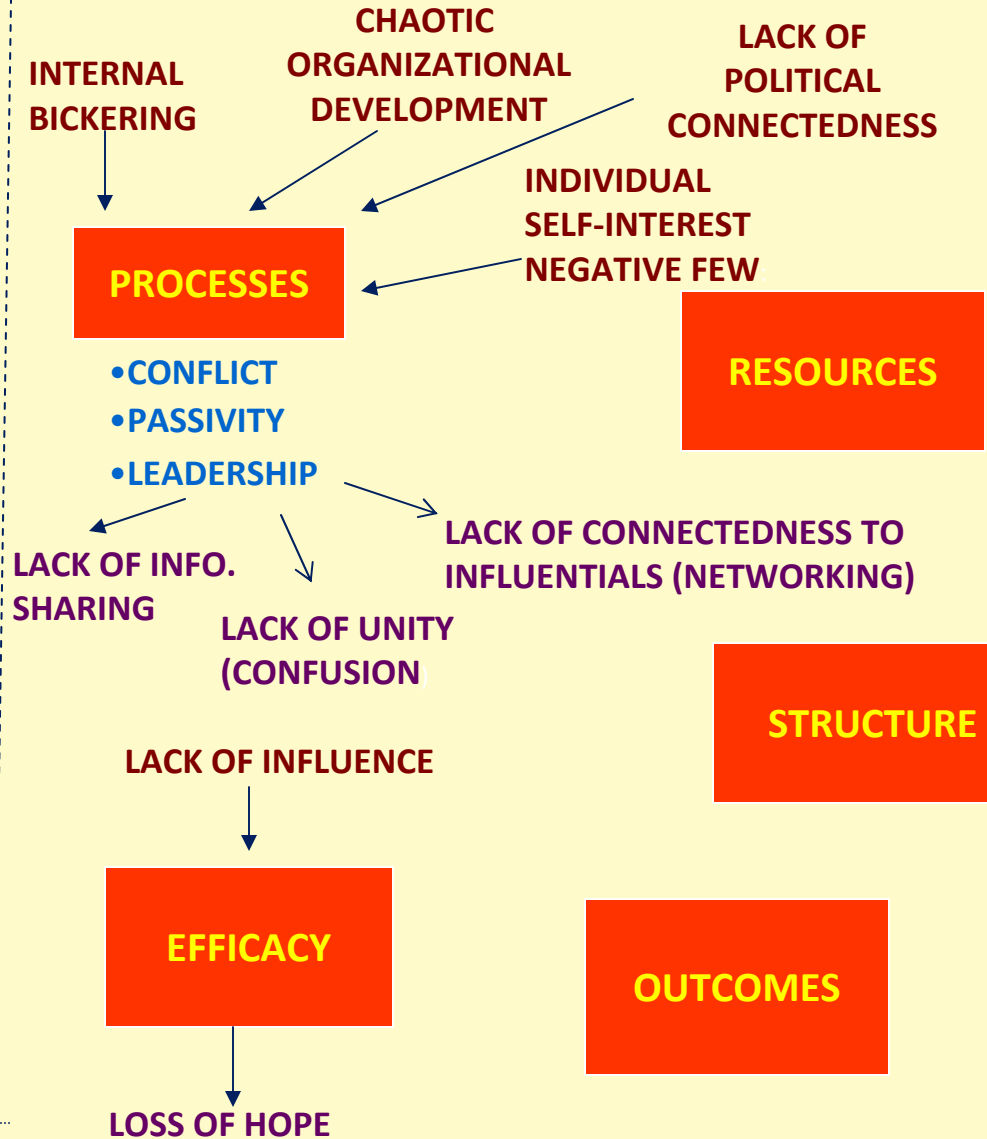 CHAOTIC
ORGANIZATIONAL
DEVELOPMENT
LACK OF
POLITICAL
CONNECTEDNESS
INTERNAL
BICKERING
INDIVIDUAL
SELF-INTEREST
NEGATIVE FEW
PROCESSES
RESOURCES
•CONFLICT
•PASSIVITY
•LEADERSHIP
LACK OF CONNECTEDNESS TO
INFLUENTIALS (NETWORKING)
LACK OF INFO.
SHARING
LACK OF UNITY
(CONFUSION)
STRUCTURE
LACK OF INFLUENCE
EFFICACY
OUTCOMES
LOSS OF HOPE